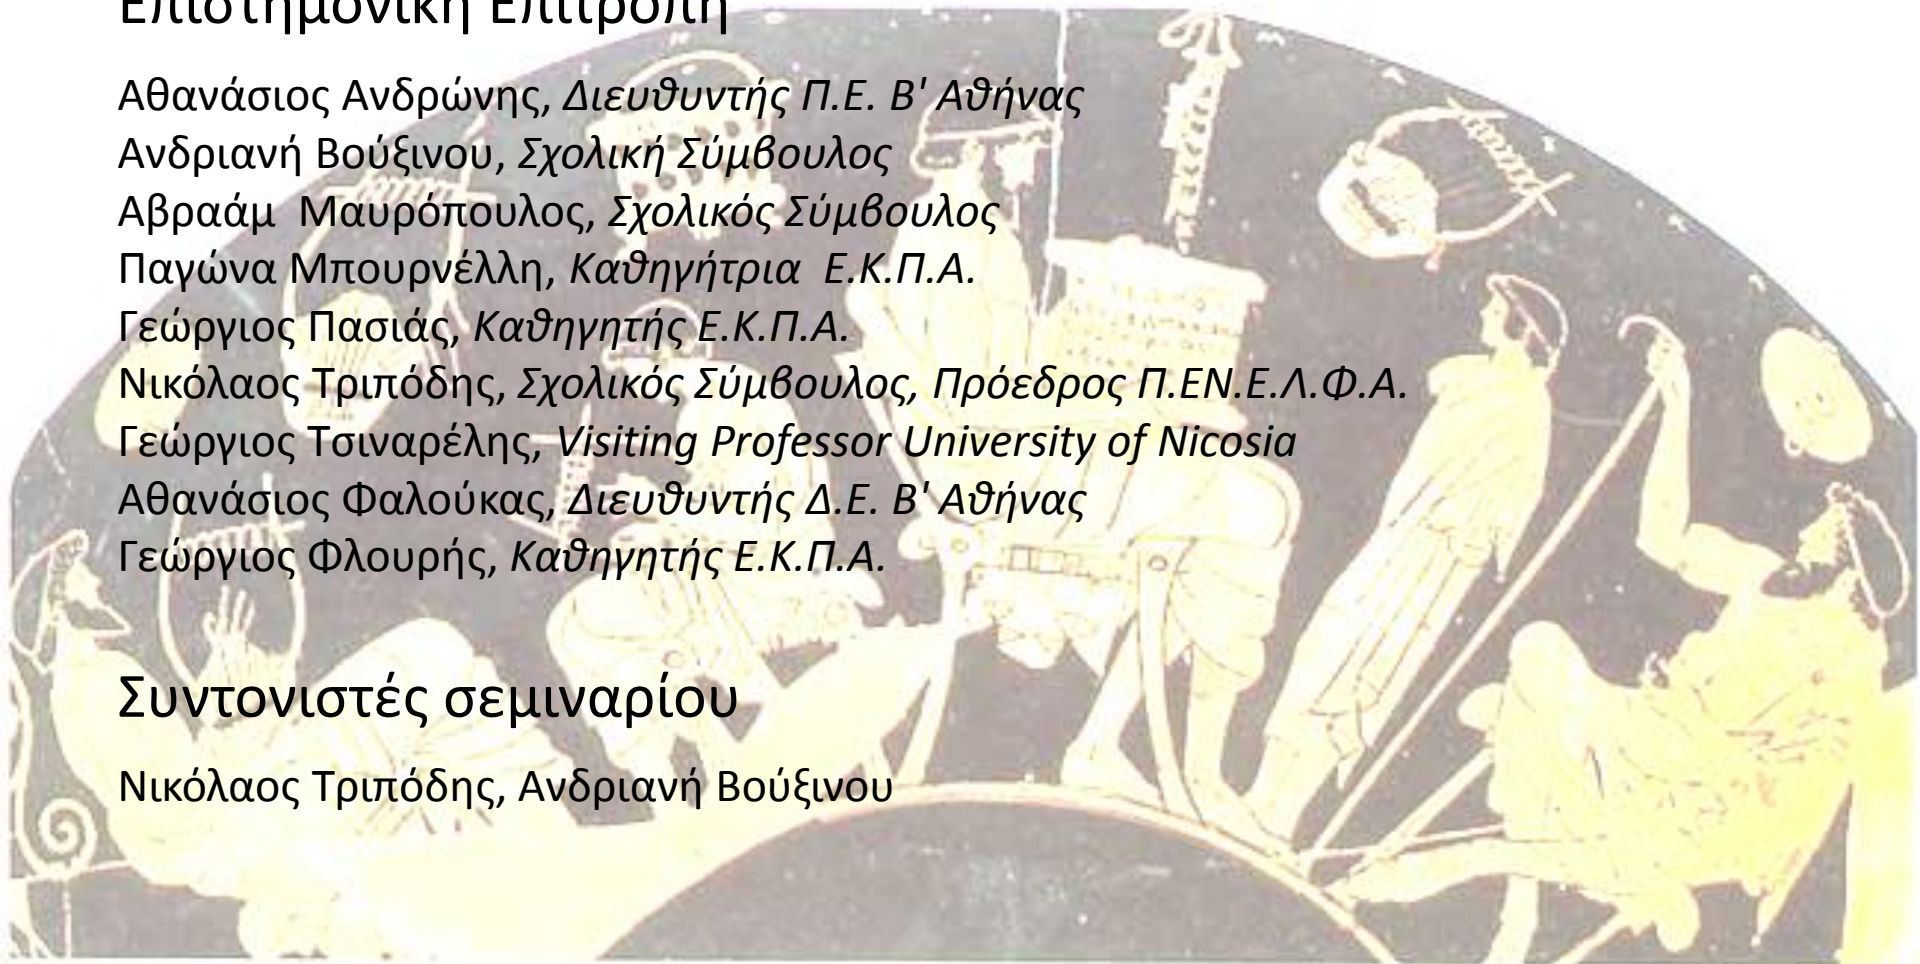 Επιστημονική Επιτροπή
Αθανάσιος Ανδρώνης, Διευθυντής Π.Ε. Β' Αθήνας
Ανδριανή Βούξινου, Σχολική Σύμβουλος
Αβραάμ Μαυρόπουλος, Σχολικός Σύμβουλος
Παγώνα Μπουρνέλλη, Καθηγήτρια Ε.Κ.Π.Α.
Γεώργιος Πασιάς, Καθηγητής Ε.Κ.Π.Α.
Νικόλαος Τριπόδης, Σχολικός Σύμβουλος, Πρόεδρος Π.ΕΝ.Ε.Λ.Φ.Α.
Γεώργιος Τσιναρέλης, Visiting Professor University of Nicosia
Αθανάσιος Φαλούκας, Διευθυντής Δ.Ε. Β' Αθήνας
Γεώργιος Φλουρής, Καθηγητής Ε.Κ.Π.Α.
Συντονιστές σεμιναρίου
Νικόλαος Τριπόδης, Ανδριανή Βούξινου